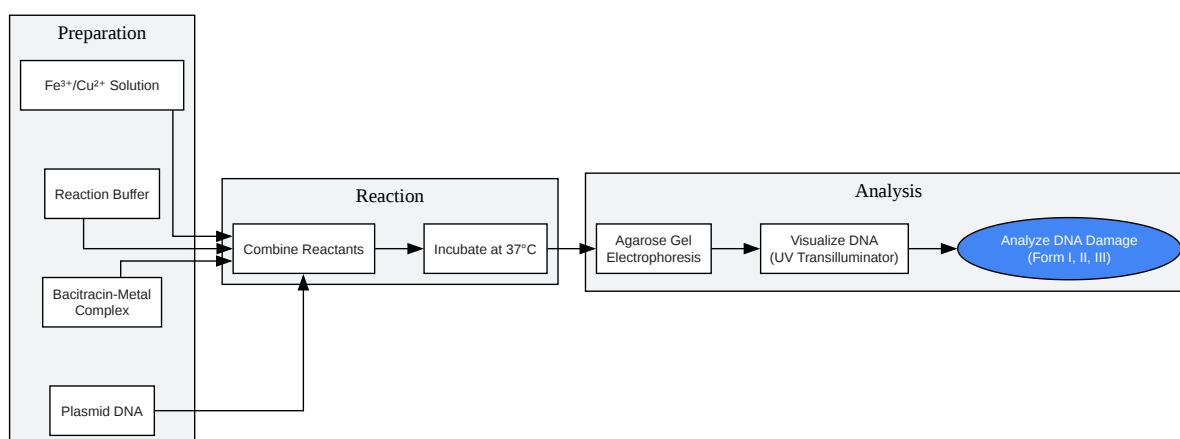 Preparation
Fe³⁺/Cu²⁺ Solution
Reaction Buffer
Bacitracin-Metal
Complex
Plasmid DNA
Reaction
Combine Reactants
Incubate at 37°C
Analysis
Agarose Gel
Electrophoresis
Visualize DNA
(UV Transilluminator)
Analyze DNA Damage
(Form I, II, III)